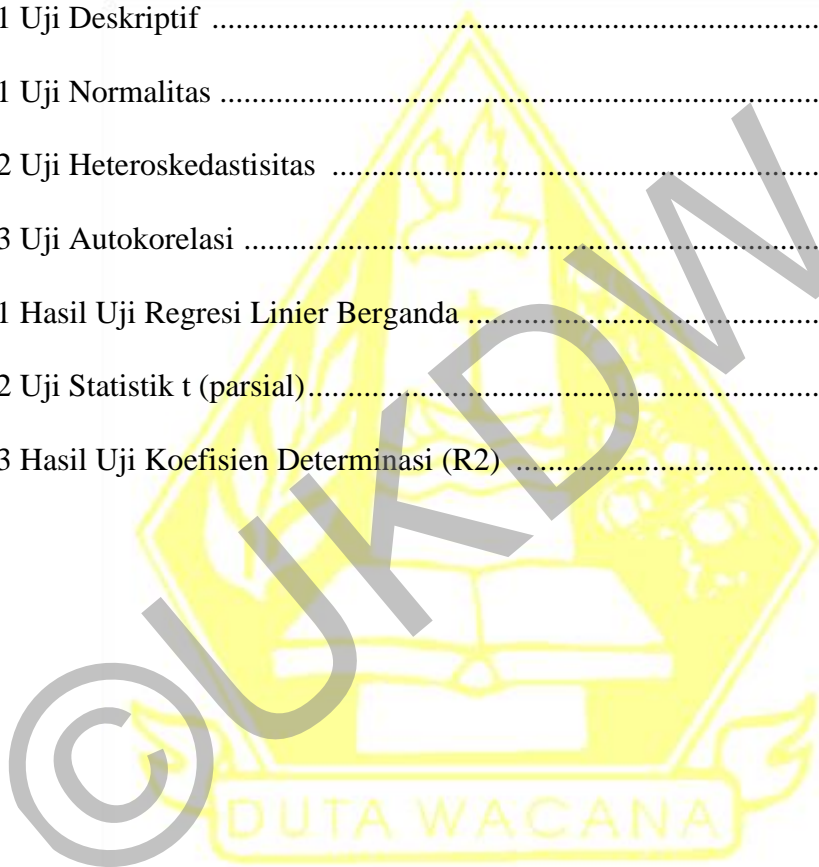 1 Uji Deskriptif ..........................................................................................
1 Uji Normalitas .........................................................................................
2 Uji Heteroskedastisitas .........................................................................
3 Uji Autokorelasi .....................................................................................
1 Hasil Uji Regresi Linier Berganda ....................................................
2 Uji Statistik t (parsial)............................................................................
3 Hasil Uji Koefisien Determinasi (R2) .............................................
©UKDW
DUTA WACANA